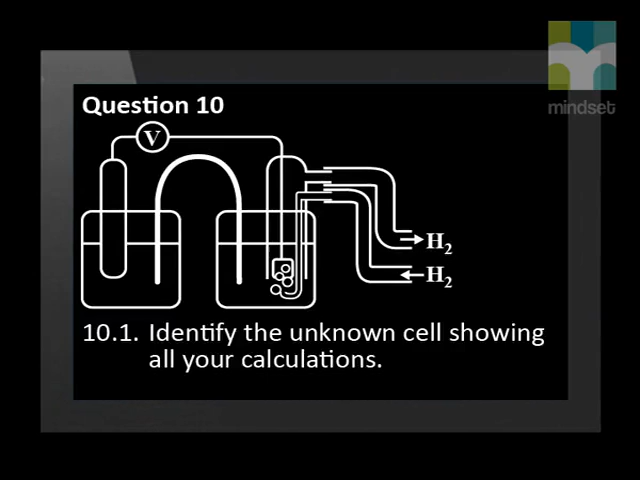 mindset
Question 10
V
H2
H2
10.1. Identify the unknown cell showing
all your calculations.